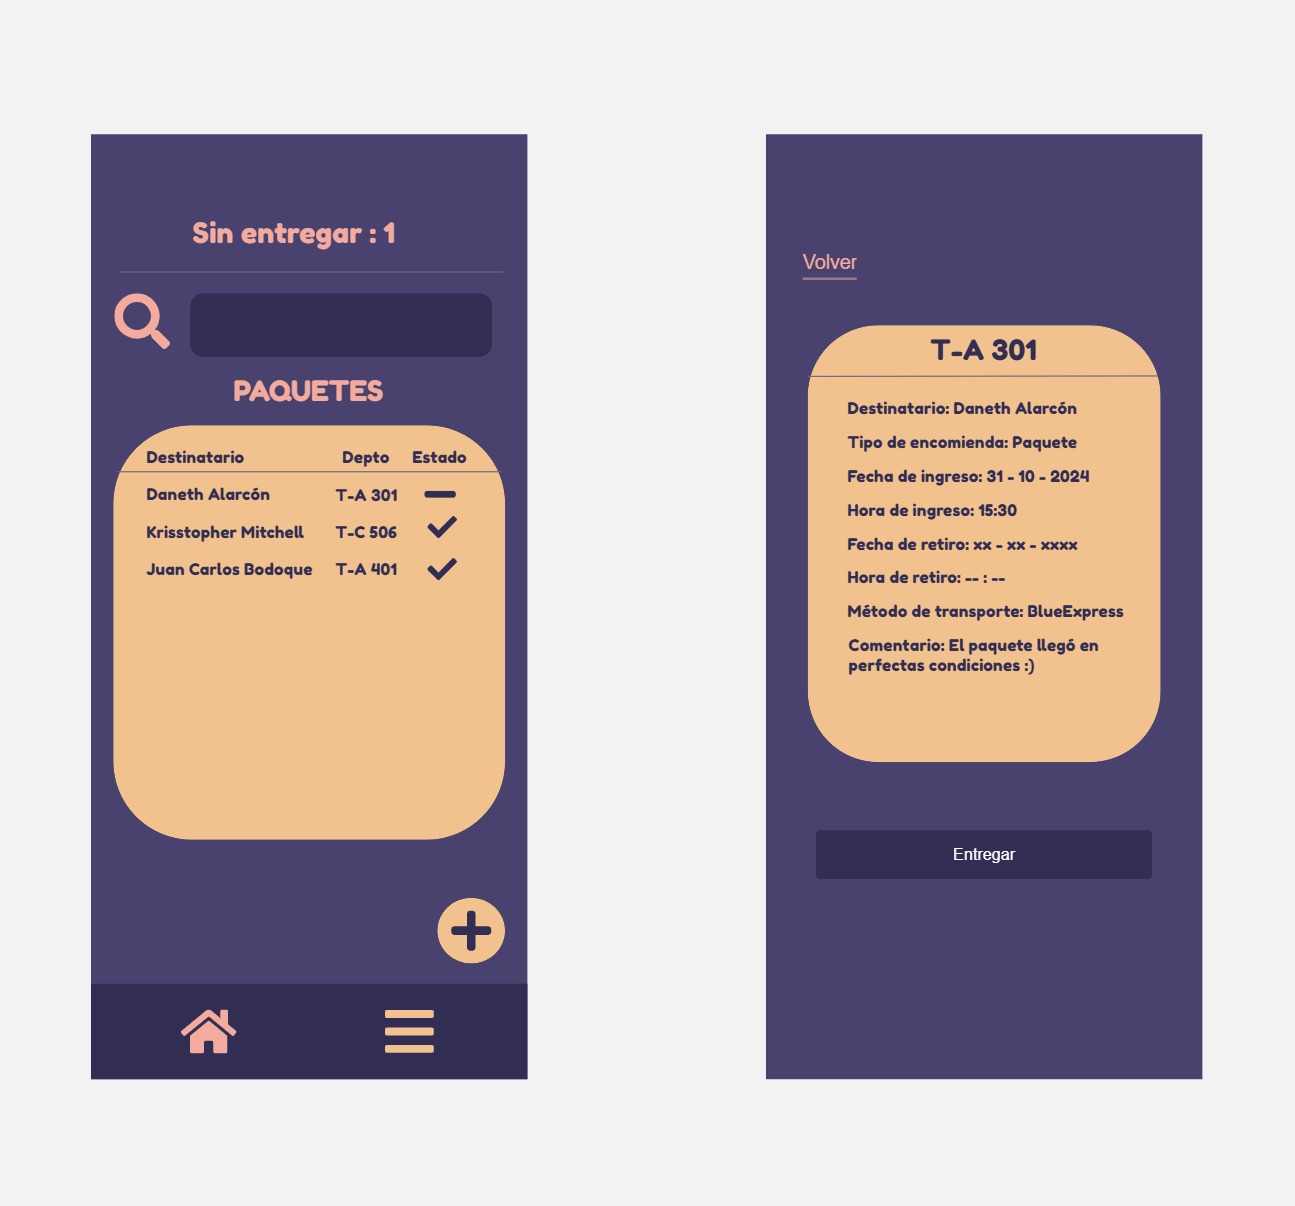 Sin entregar : 1
PAQUETES
Destinatario Depto Estado
Daneth Alarcón T-A 301
Krisstopher Mitchell T-C 506
Juan Carlos Bodoque T-A 401
Volver
T-A 301
Destinatario: Daneth Alarcón
Tipo de encomienda: Paquete
Fecha de ingreso: 31 - 10 - 2024
Hora de ingreso: 15:30
Fecha de retiro: xx - xx - xxxx
Hora de retiro: -- : --
Método de transporte: BlueExpress
Comentario: El paquete llegó en
perfectas condiciones :)
Entregar